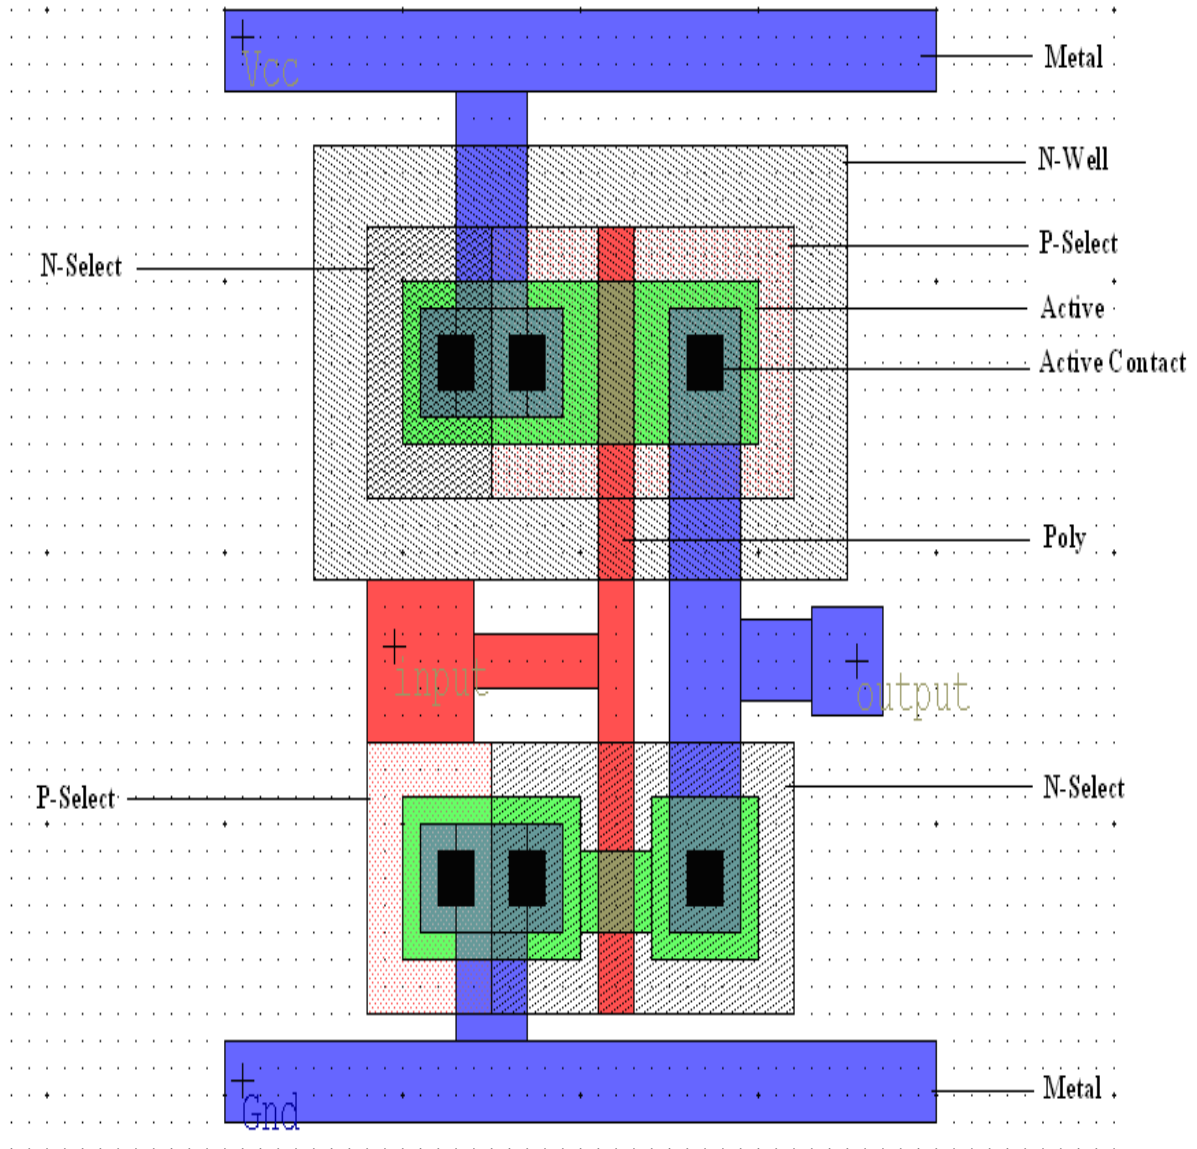 Vcc
Metal
N-Well
P-Select
N-Select
Active
Active Contact
Poly
input
output
P-Select
N-Select
Gnd
Metal